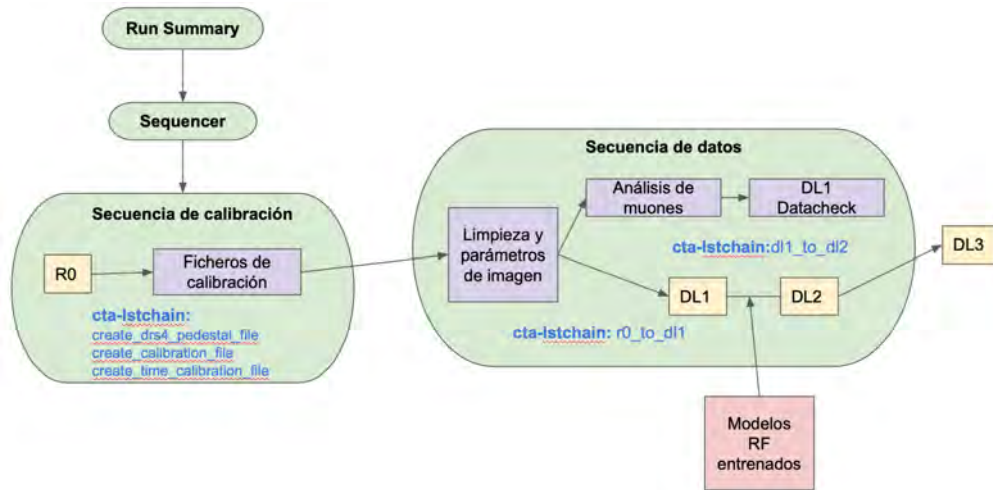 Run Summary
Sequencer
Secuencia de calibración
R0
Ficheros de
calibración
cta-lstchain:
create_drs4_pedestal_file
create_calibration_file
create_time_calibration_file
Secuencia de datos
Limpieza y
parámetros
de imagen
Análisis de
muones
DL1
Datacheck
cta-lstchain:dl1_to_dl2
DL1
DL2
cta-lstchain: r0_to_dl1
DL3
Modelos
RF
entrenados